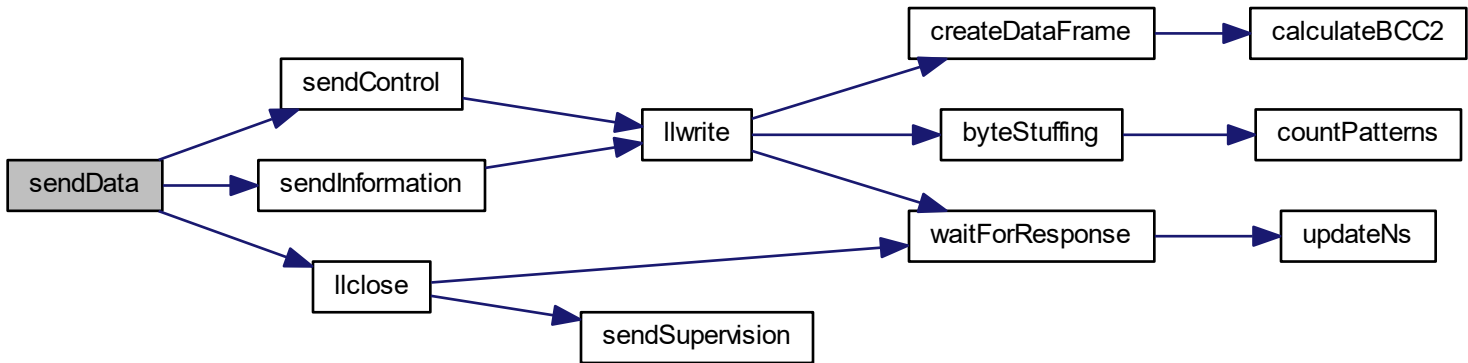 sendData
sendControl
sendInformation
llclose
llwrite
sendSupervision
createDataFrame
byteStuffing
waitForResponse
calculateBCC2
countPatterns
updateNs